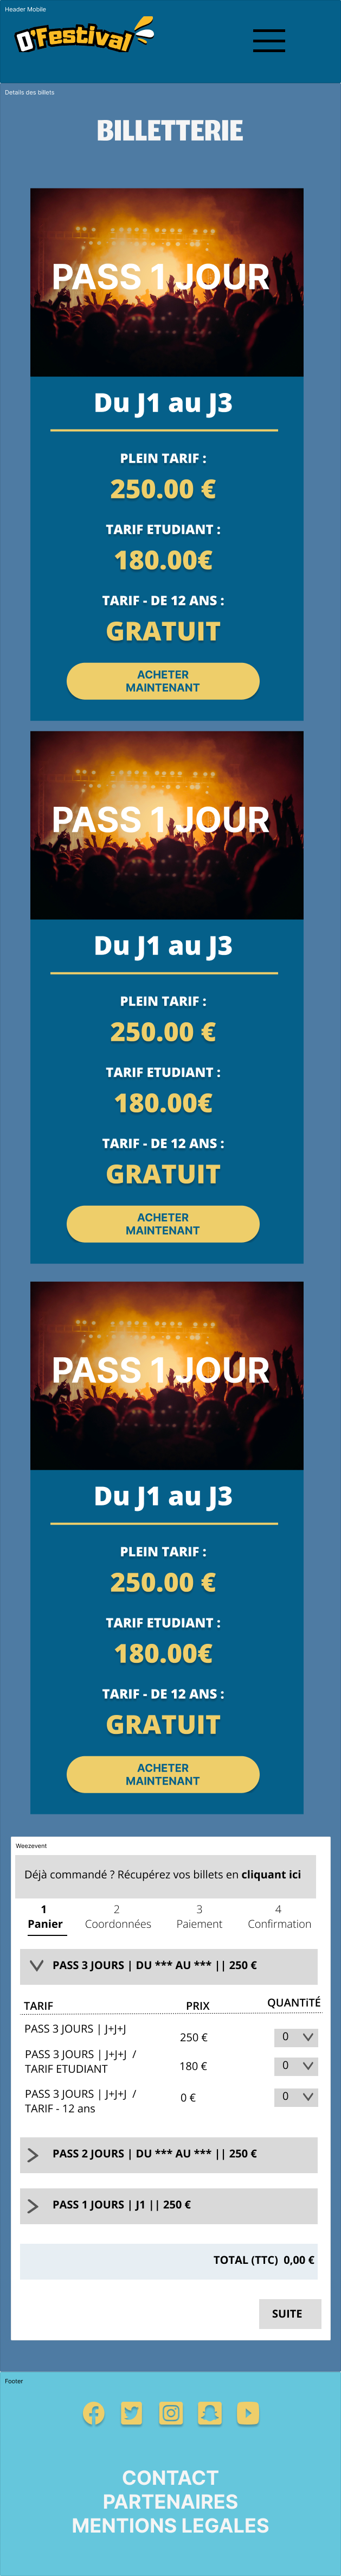 Header Mobile
O'Festival
Details des billets
BILLETTERIE
PASS 1 JOUR
Du J1 au J3
PLEIN TARIF :
250.00 €
TARIF ETUDIANT :
180.00€
TARIF - DE 12 ANS :
GRATUIT
ACHETER
MAINTENANT
PASS 1 JOUR
Du J1 au J3
PLEIN TARIF :
250.00 €
TARIF ETUDIANT :
180.00€
TARIF - DE 12 ANS :
GRATUIT
ACHETER
MAINTENANT
PASS 1 JOUR
Du J1 au J3
PLEIN TARIF :
250.00 €
TARIF ETUDIANT :
180.00€
TARIF - DE 12 ANS :
GRATUIT
ACHETER
MAINTENANT
Weezevent
Déjà commandé ? Récupérez vos billets en cliquant ici
1 2 3 4
Panier Coordonnées Paiement Confirmation
PASS 3 JOURS | DU *** AU *** || 250 €
TARIF PRIX QUANTiTÉ
PASS 3 JOURS | J+J+J 250 € 0
PASS 3 JOURS | J+J+J /
TARIF ETUDIANT 180 € 0
PASS 3 JOURS | J+J+J /
TARIF - 12 ans 0 € 0
PASS 2 JOURS | DU *** AU *** || 250 €
PASS 1 JOURS | J1 || 250 €
TOTAL (TTC) 0,00 €
SUITE
Footer
CONTACT
PARTENAIRES
MENTIONS LEGALES